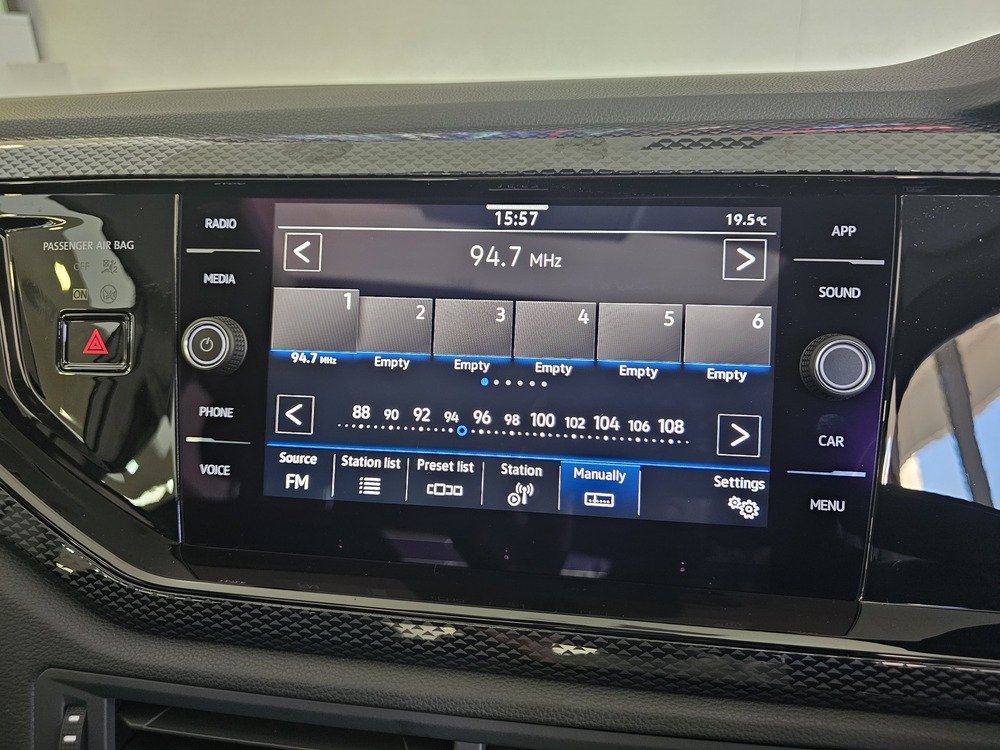 PASSENGER AIR BAG
OFF
ON
RADIO
MEDIA
PHONE
VOICE
15:57
19.5°C
<
94.7 MHz
>
1 2 3 4 5 6
94.7 MHz Empty Empty Empty Empty Empty
<
88 90 92 94 96 98 100 102 104 106 108
>
Source
FM
Station list
Preset list
Station
Manually
Settings
APP
SOUND
CAR
MENU